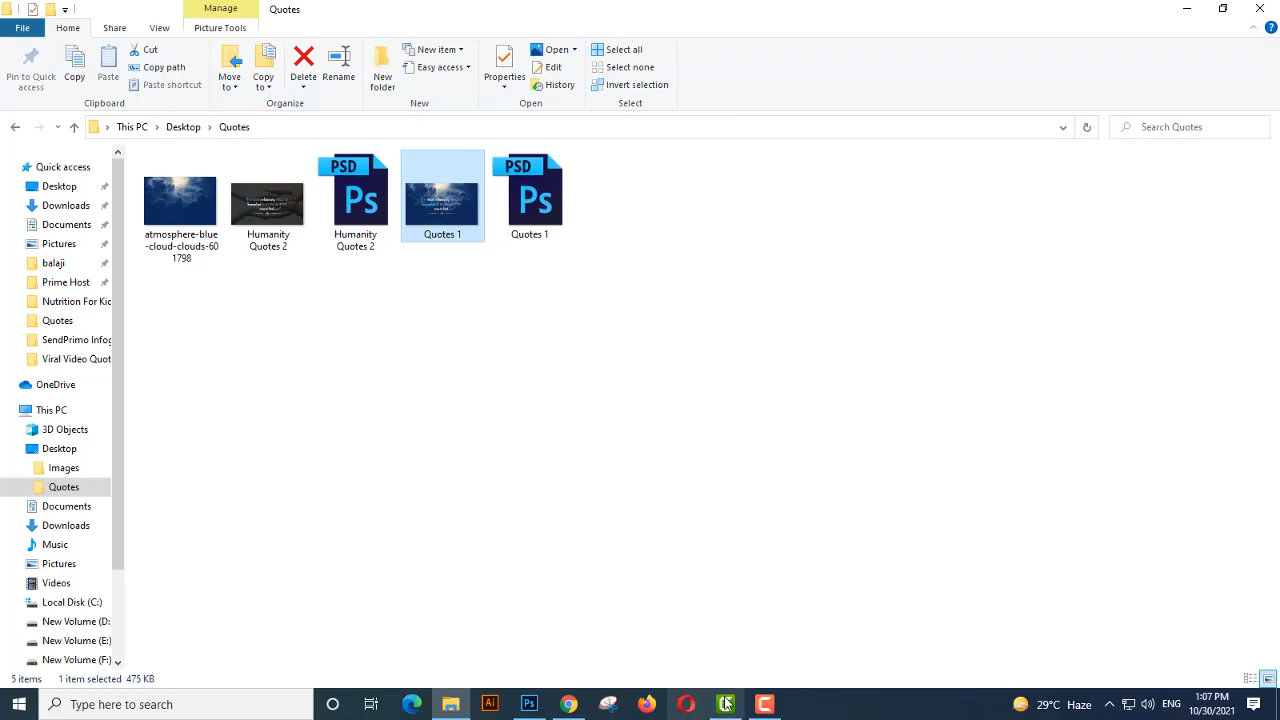 Manage
Quotes
File
Home
Share
View
Picture Tools
Pin to Quick
access
Copy
Paste
Cut
Copy path
Paste shortcut
Clipboard
Move
to
Copy
to
Delete
Rename
Organize
New
folder
New item
Easy access
New
Properties
Open
Edit
History
Open
Select all
Select none
Invert selection
Select
This PC
Desktop
Quotes
Search Quotes
Quick access
Desktop
Downloads
Documents
Pictures
balaji
Prime Host
Nutrition For Kid
Quotes
SendPrimo Infog
Viral Video Quot
OneDrive
This PC
3D Objects
Desktop
Images
Quotes
Documents
Downloads
Music
Pictures
Videos
Local Disk (C:)
New Volume (D:
New Volume (E:)
New Volume (F:)
atmosphere-blue
-cloud-clouds-60
1798
Humanity
Quotes 2
PSD
Ps
Humanity
Quotes 2
Quotes 1
PSD
Ps
Quotes 1
5 items
1 item selected 475 KB
Type here to search
Ai
Ps
29°C Haze
ENG
1:07 PM
10/30/2021